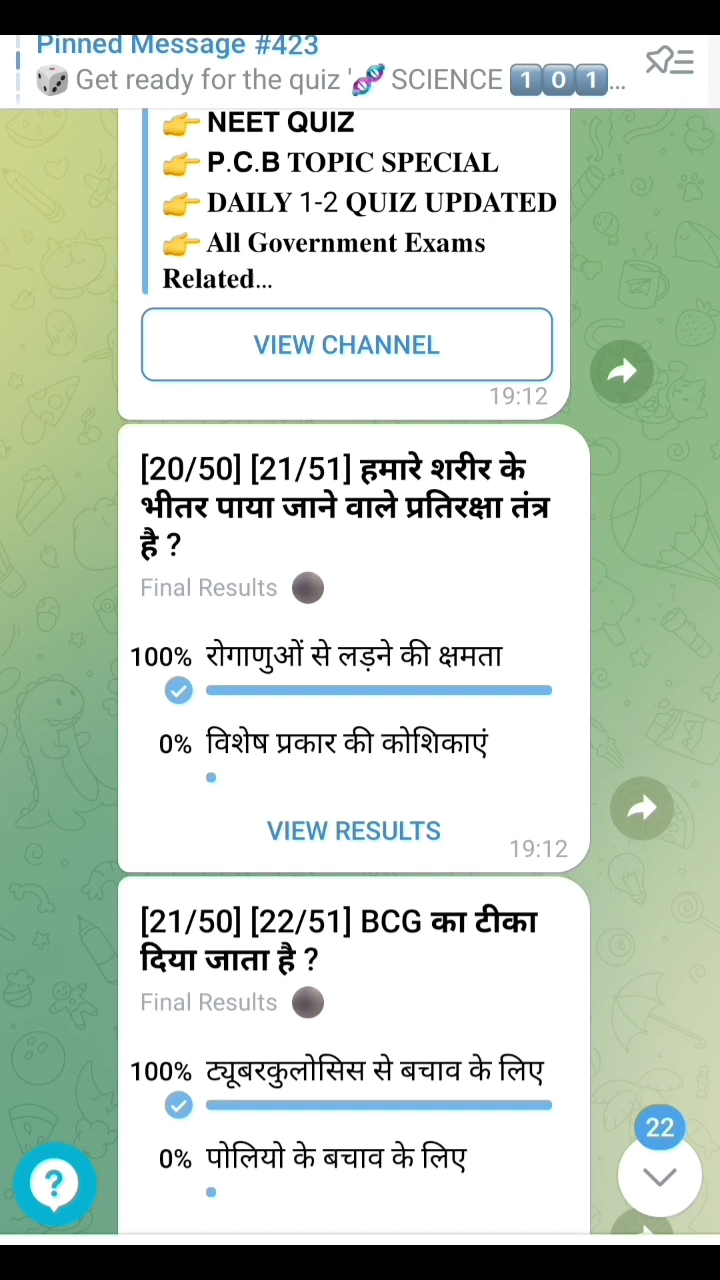 Pinned Message #423
🎲 Get ready for the quiz '🧬 SCIENCE 1️⃣0️⃣1️⃣...
👉 NEET QUIZ
👉 P.C.B TOPIC SPECIAL
👉 DAILY 1-2 QUIZ UPDATED
👉 All Government Exams
Related...
VIEW CHANNEL
19:12
[20/50] [21/51] हमारे शरीर के
भीतर पाया जाने वाले प्रतिरक्षा तंत्र
है ?
Final Results
100% रोगाणुओं से लड़ने की क्षमता
0% विशेष प्रकार की कोशिकाएं
VIEW RESULTS
19:12
[21/50] [22/51] BCG का टीका
दिया जाता है ?
Final Results
100% ट्यूबरकुलोसिस से बचाव के लिए
0% पोलियो के बचाव के लिए
22
?